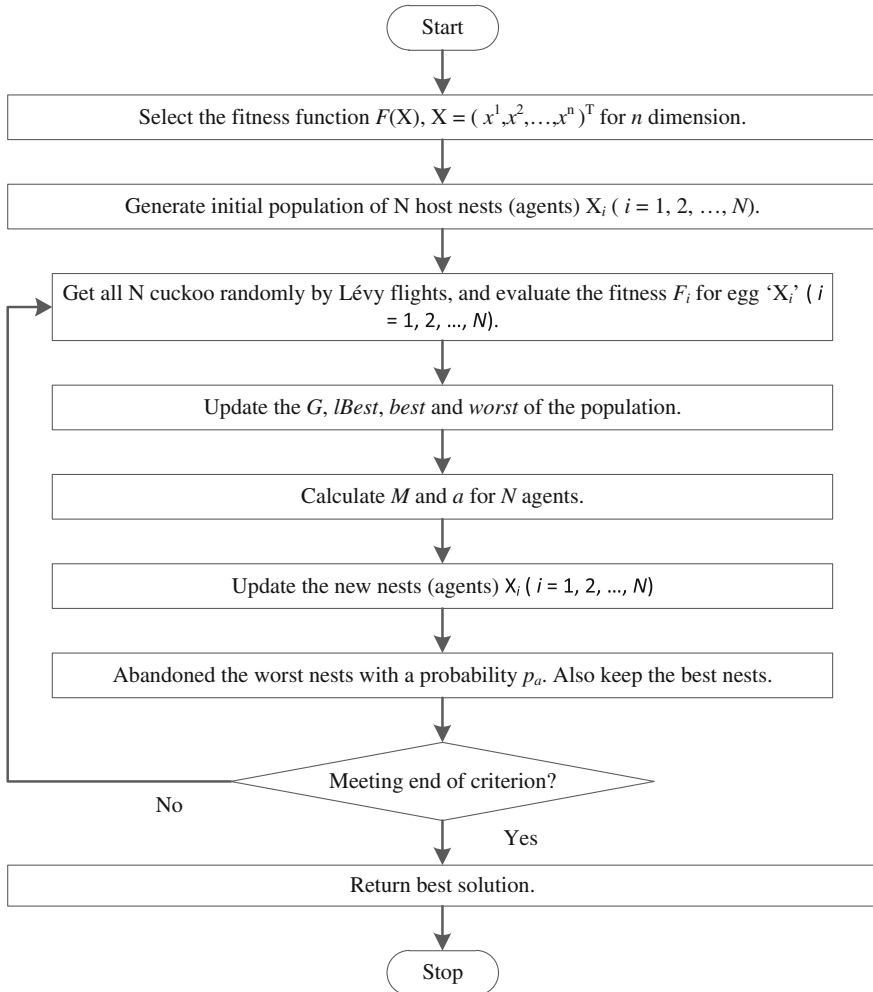 Start
Select the fitness function F(X), X = ( x¹,x²,…,xⁿ )ᵀ for n dimension.
Generate initial population of N host nests (agents) Xᵢ ( i = 1, 2, …, N).
Get all N cuckoo randomly by Lévy flights, and evaluate the fitness Fᵢ for egg ‘Xᵢ’ ( i
= 1, 2, …, N).
Update the G, lBest, best and worst of the population.
Calculate M and a for N agents.
Update the new nests (agents) Xᵢ ( i = 1, 2, …, N)
Abandoned the worst nests with a probability pₐ. Also keep the best nests.
Meeting end of criterion?
No
Yes
Return best solution.
Stop